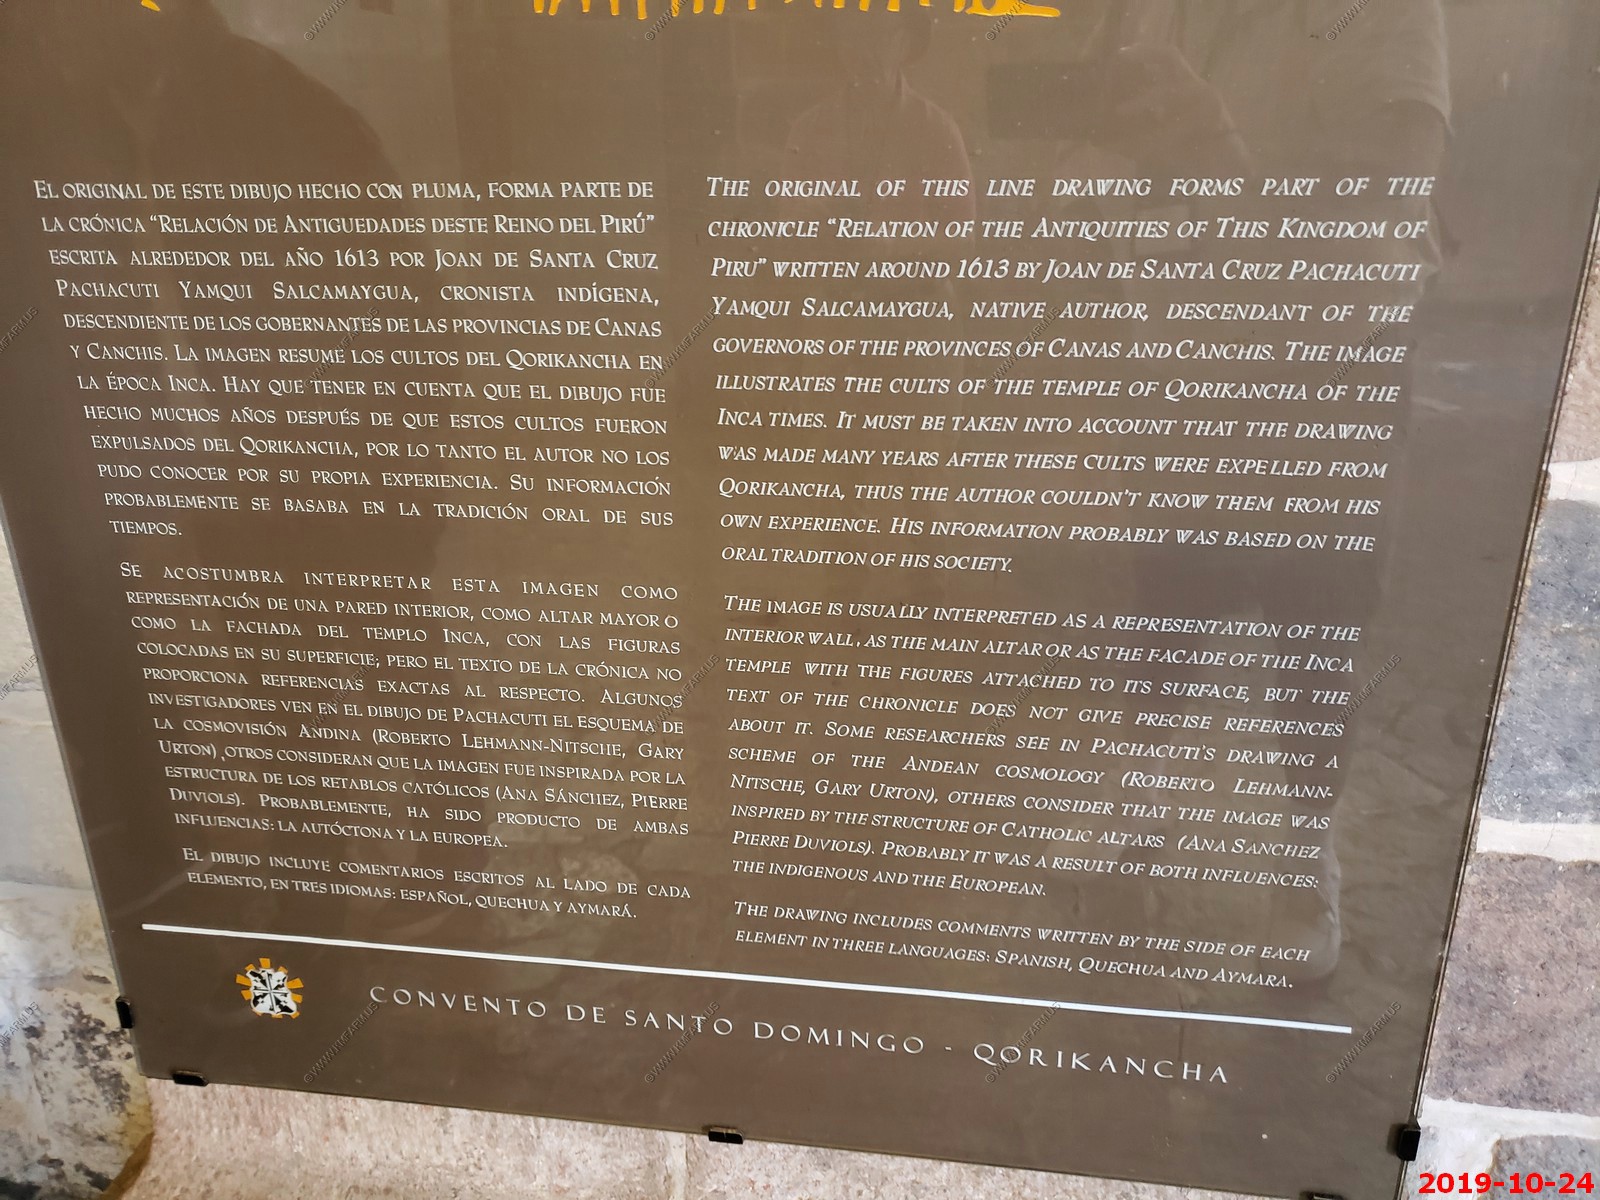 EL ORIGINAL DE ESTE DIBUJO HECHO CON PLUMA, FORMA PARTE DE
LA CRÓNICA "RELACIÓN DE ANTIGUEDADES DESTE REINO DEL PIRÚ"
ESCRITA ALREDEDOR DEL AÑO 1613 POR JOAN DE SANTA CRUZ
PACHACUTI YAMQUI SALCAMAYGUA, CRONISTA INDÍGENA,
DESCENDIENTE DE LOS GOBERNANTES DE LAS PROVINCIAS DE CANAS
Y CANCHIS. LA IMAGEN RESUME LOS CULTOS DEL QORIKANCHA EN
LA ÉPOCA INCA. HAY QUE TENER EN CUENTA QUE EL DIBUJO FUE
HECHO MUCHOS AÑOS DESPUÉS DE QUE ESTOS CULTOS FUERON
EXPULSADOS DEL QORIKANCHA, POR LO TANTO EL AUTOR NO LOS
PUDO CONOCER POR SU PROPIA EXPERIENCIA. SU INFORMACIÓN
PROBABLEMENTE SE BASABA EN LA TRADICIÓN ORAL DE SUS
TIEMPOS.
SE ACOSTUMBRA INTERPRETAR ESTA IMAGEN COMO
REPRESENTACIÓN DE UNA PARED INTERIOR, COMO ALTAR MAYOR O
COMO LA FACHADA DEL TEMPLO INCA, CON LAS FIGURAS
COLOCADAS EN SU SUPERFICIE; PERO EL TEXTO DE LA CRÓNICA NO
PROPORCIONA REFERENCIAS EXACTAS AL RESPECTO. ALGUNOS
INVESTIGADORES VEN EN EL DIBUJO DE PACHACUTI EL ESQUEMA DE
LA COSMOVISIÓN ANDINA (ROBERTO LEHMANN-NITSCHE, GARY
URTON) ,OTROS CONSIDERAN QUE LA IMAGEN FUE INSPIRADA POR LA
ESTRUCTURA DE LOS RETABLOS CATÓLICOS (ANA SÁNCHEZ, PIERRE
DUVIOLS). PROBABLEMENTE, HA SIDO PRODUCTO DE AMBAS
INFLUENCIAS: LA AUTÓCTONA Y LA EUROPEA.
EL DIBUJO INCLUYE COMENTARIOS ESCRITOS AL LADO DE CADA
ELEMENTO, EN TRES IDIOMAS: ESPAÑOL, QUECHUA Y AYMARÁ.
THE ORIGINAL OF THIS LINE DRAWING FORMS PART OF THE
CHRONICLE "RELATION OF THE ANTIQUITIES OF THIS KINGDOM OF
PIRU" WRITTEN AROUND 1613 BY JOAN DE SANTA CRUZ PACHACUTI
YAMQUI SALCAMAYGUA, NATIVE AUTHOR, DESCENDANT OF THE
GOVERNORS OF THE PROVINCES OF CANAS AND CANCHIS. THE IMAGE
ILLUSTRATES THE CULTS OF THE TEMPLE OF QORIKANCHA OF THE
INCA TIMES. IT MUST BE TAKEN INTO ACCOUNT THAT THE DRAWING
WAS MADE MANY YEARS AFTER THESE CULTS WERE EXPELLED FROM
QORIKANCHA, THUS THE AUTHOR COULDN'T KNOW THEM FROM HIS
OWN EXPERIENCE. HIS INFORMATION PROBABLY WAS BASED ON THE
ORAL TRADITION OF HIS SOCIETY.
THE IMAGE IS USUALLY INTERPRETED AS A REPRESENTATION OF THE
INTERIOR WALL, AS THE MAIN ALTAR OR AS THE FACADE OF THE INCA
TEMPLE WITH THE FIGURES ATTACHED TO ITS SURFACE, BUT THE
TEXT OF THE CHRONICLE DOES NOT GIVE PRECISE REFERENCES
ABOUT IT. SOME RESEARCHERS SEE IN PACHACUTI'S DRAWING A
SCHEME OF THE ANDEAN COSMOLOGY (ROBERTO LEHMANN-
NITSCHE, GARY URTON), OTHERS CONSIDER THAT THE IMAGE WAS
INSPIRED BY THE STRUCTURE OF CATHOLIC ALTARS (ANA SANCHEZ
PIERRE DUVIOLS). PROBABLY IT WAS A RESULT OF BOTH INFLUENCES:
THE INDIGENOUS AND THE EUROPEAN.
THE DRAWING INCLUDES COMMENTS WRITTEN BY THE SIDE OF EACH
ELEMENT IN THREE LANGUAGES: SPANISH, QUECHUA AND AYMARA.
CONVENTO DE SANTO DOMINGO - QORIKANCHA
2019-10-24